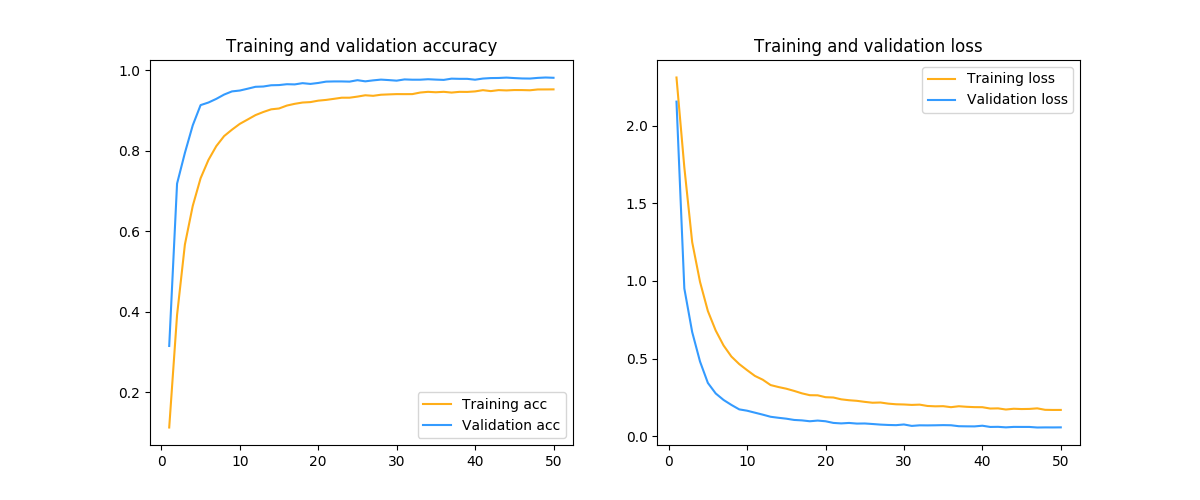 Training and validation accuracy
1.0
0.8
0.6
0.4
0.2
0 10 20 30 40 50
Training acc
Validation acc
Training and validation loss
2.0
1.5
1.0
0.5
0.0
0 10 20 30 40 50
Training loss
Validation loss